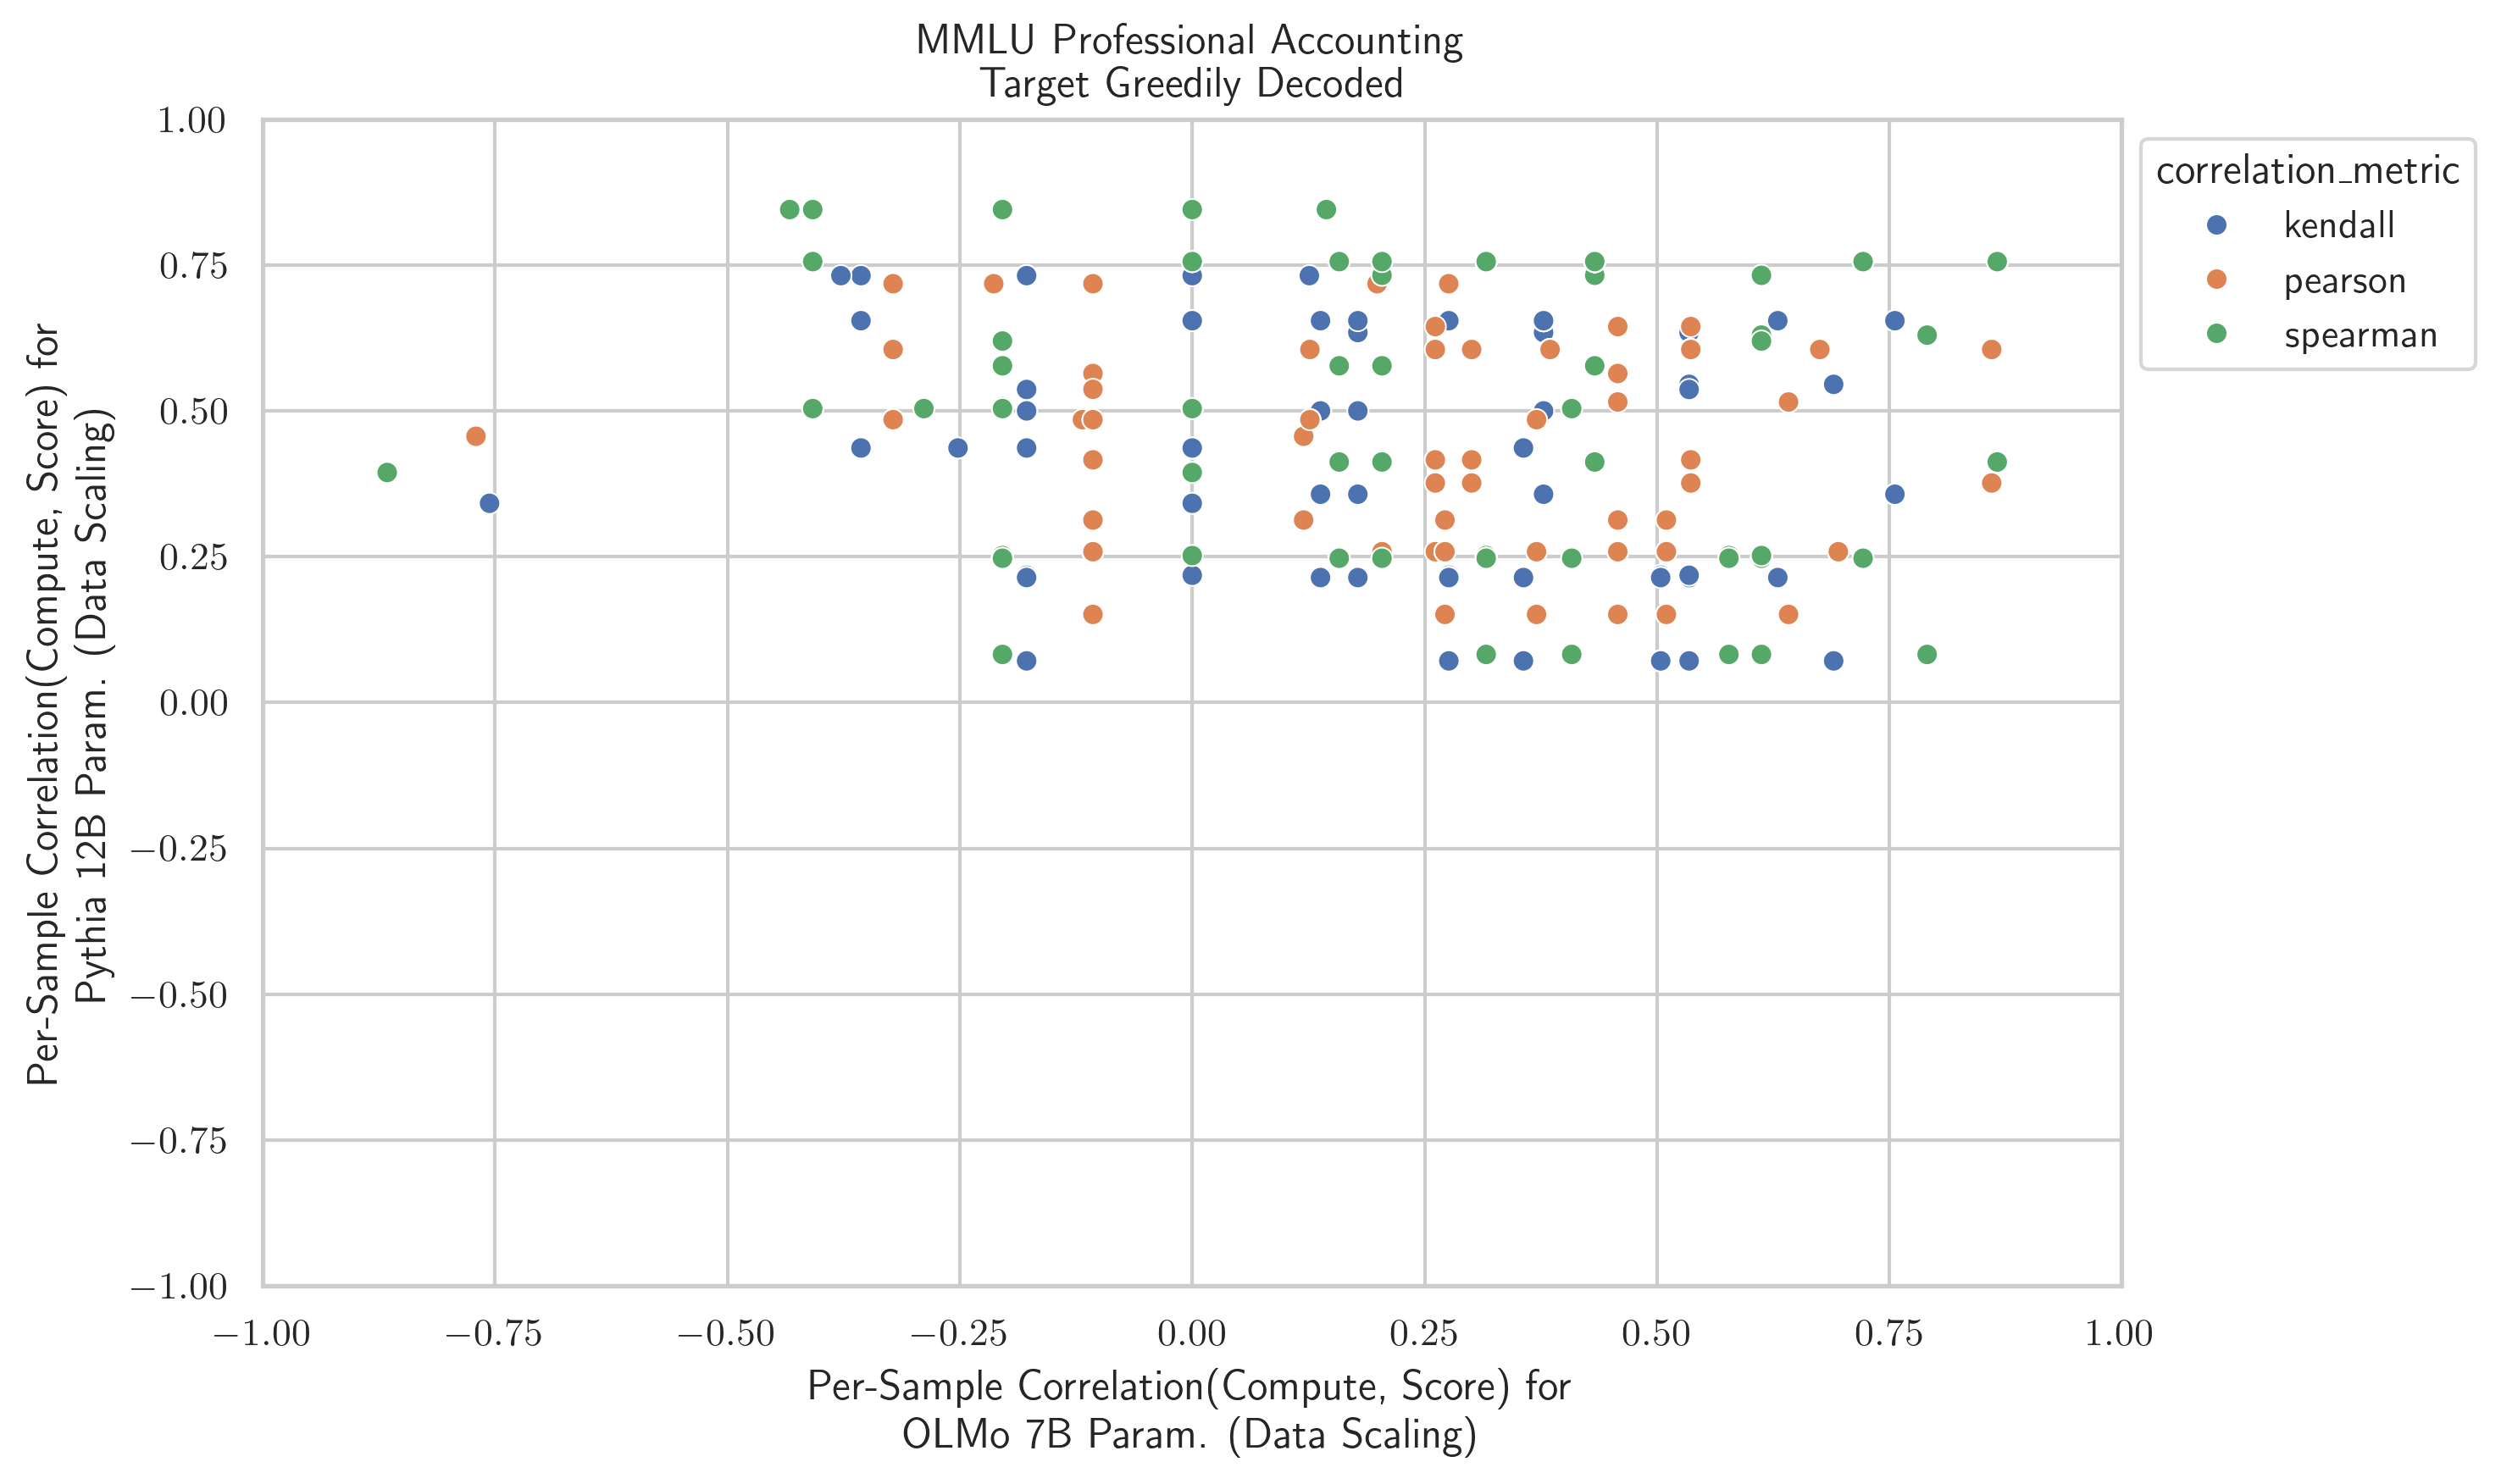 MMLU Professional Accounting
Target Greedily Decoded
Per-Sample Correlation(Compute, Score) for
Pythia 12B Param. (Data Scaling)
1.00
0.75
0.50
0.25
0.00
−0.25
−0.50
−0.75
−1.00
−1.00
−0.75
−0.50
−0.25
0.00
0.25
0.50
0.75
1.00
Per-Sample Correlation(Compute, Score) for
OLMo 7B Param. (Data Scaling)
correlation_metric
kendall
pearson
spearman